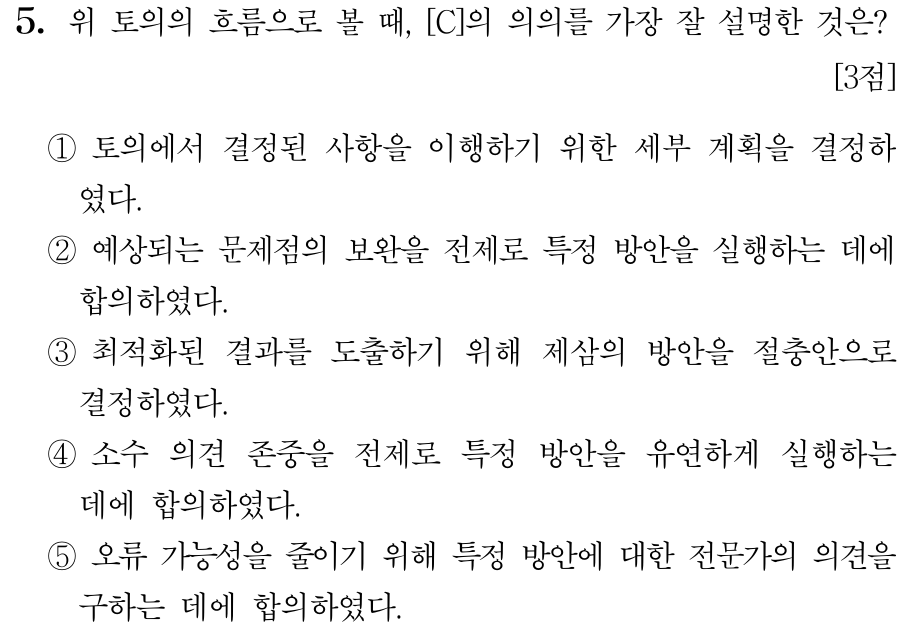 5. 위 토의의 흐름으로 볼 때, [C]의 의의를 가장 잘 설명한 것은?
[3점]
① 토의에서 결정된 사항을 이행하기 위한 세부 계획을 결정하
였다.
② 예상되는 문제점의 보완을 전제로 특정 방안을 실행하는 데에
합의하였다.
③ 최적화된 결과를 도출하기 위해 제삼의 방안을 절충안으로
결정하였다.
④ 소수 의견 존중을 전제로 특정 방안을 유연하게 실행하는
데에 합의하였다.
⑤ 오류 가능성을 줄이기 위해 특정 방안에 대한 전문가의 의견을
구하는 데에 합의하였다.